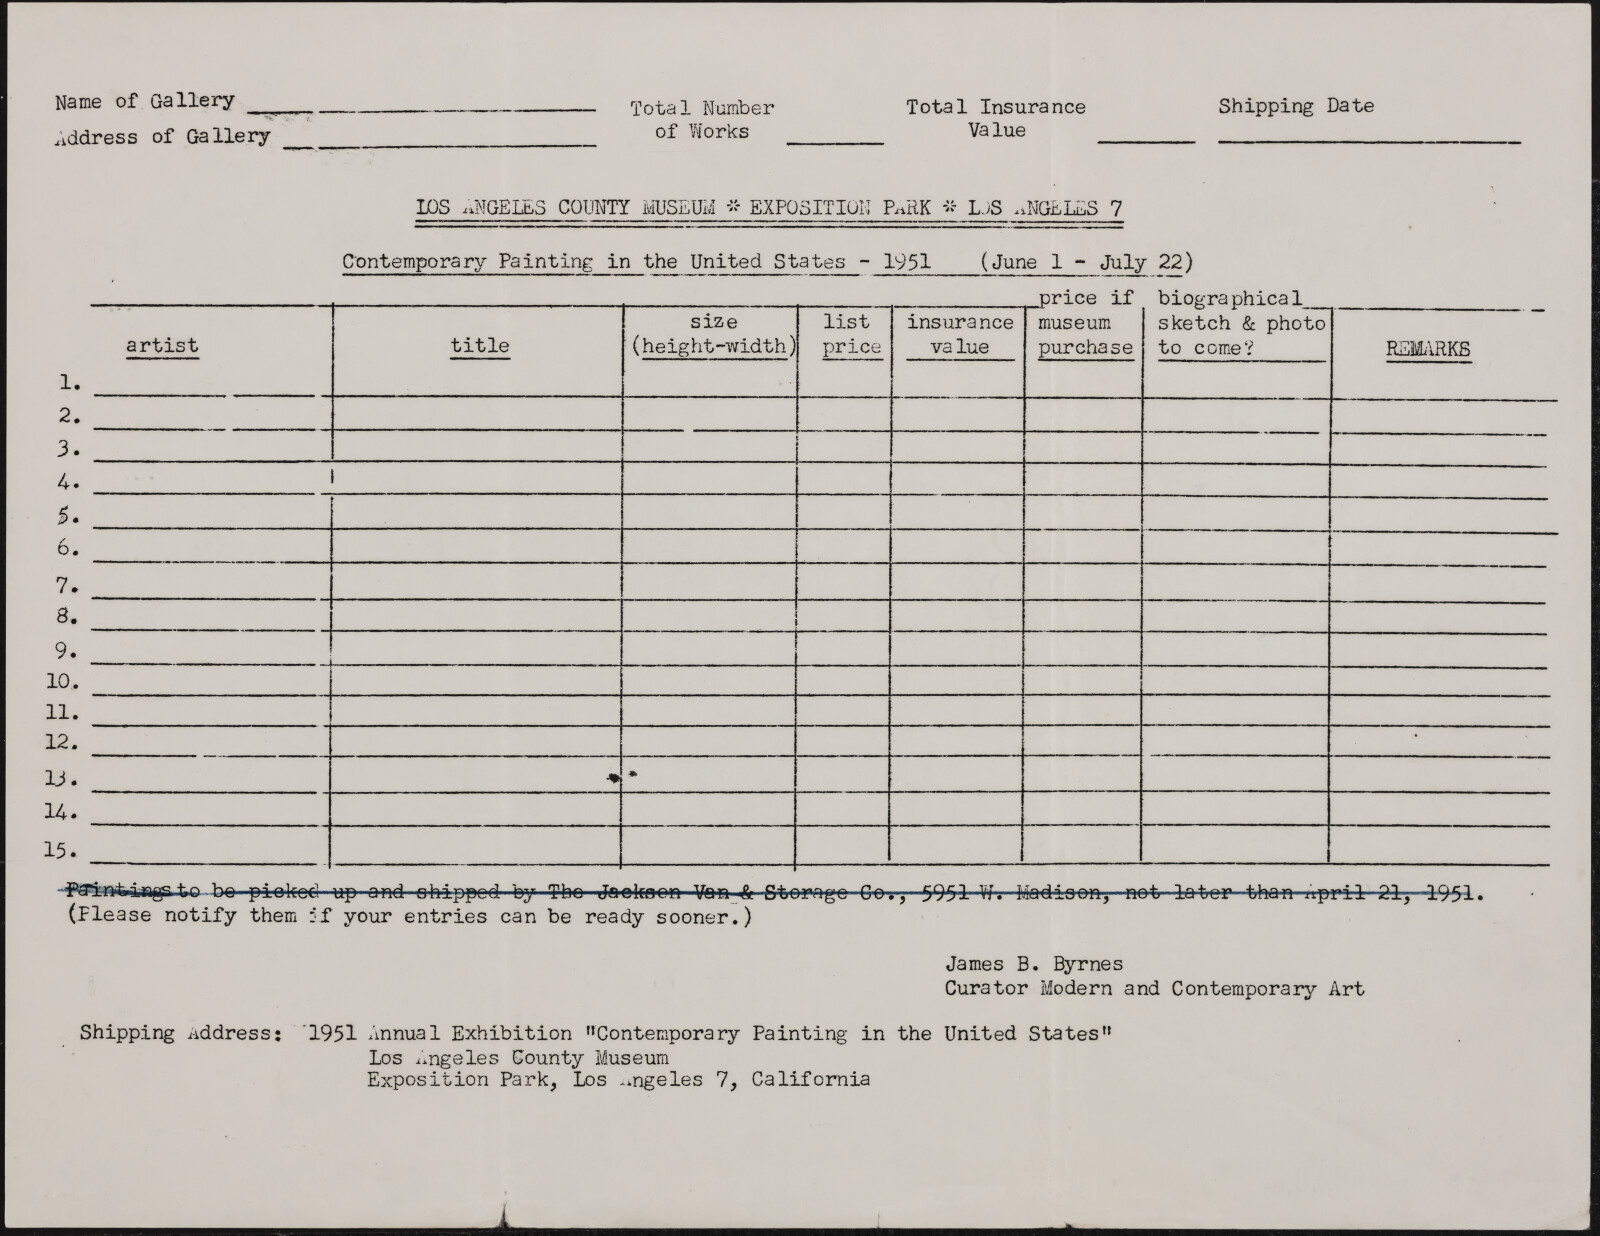 Name of Gallery
Address of Gallery
Total Number
of Works
Total Insurance
Value
Shipping Date
LOS ANGELES COUNTY MUSEUM * EXPOSITION PARK * LOS ANGELES 7
Contemporary Painting in the United States - 1951 (June 1 - July 22)
artist
title
size
(height-width)
list
price
insurance
value
price if
museum
purchase
biographical
sketch & photo
to come?
REMARKS
1.
2.
3.
4.
5.
6.
7.
8.
9.
10.
11.
12.
13.
14.
15.
Paintings to be picked up and shipped by The Jackson Van & Storage Co., 5951 W. Madison, not later than April 21, 1951.
(Please notify them if your entries can be ready sooner.)
James B. Byrnes
Curator Modern and Contemporary Art
Shipping Address: 1951 Annual Exhibition "Contemporary Painting in the United States"
Los Angeles County Museum
Exposition Park, Los Angeles 7, California